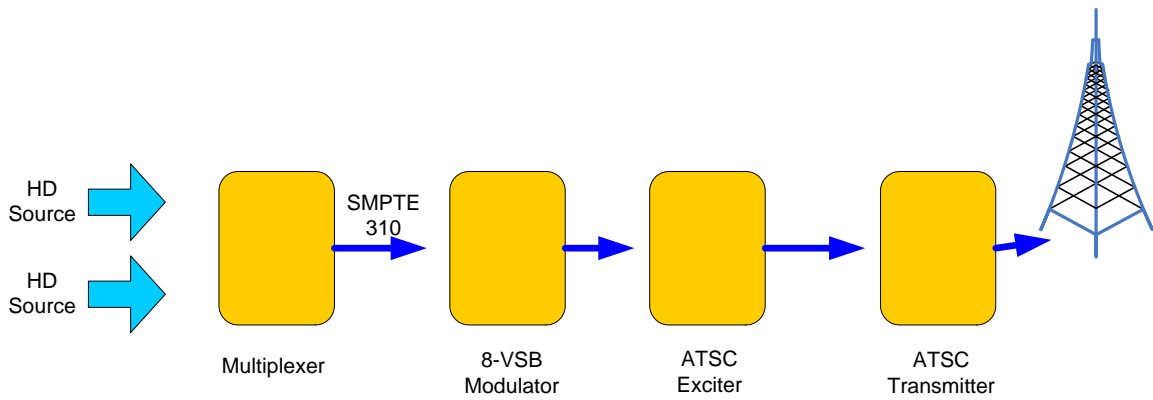 HD
Source
HD
Source
SMPTE
310
Multiplexer
8-VSB
Modulator
ATSC
Exciter
ATSC
Transmitter